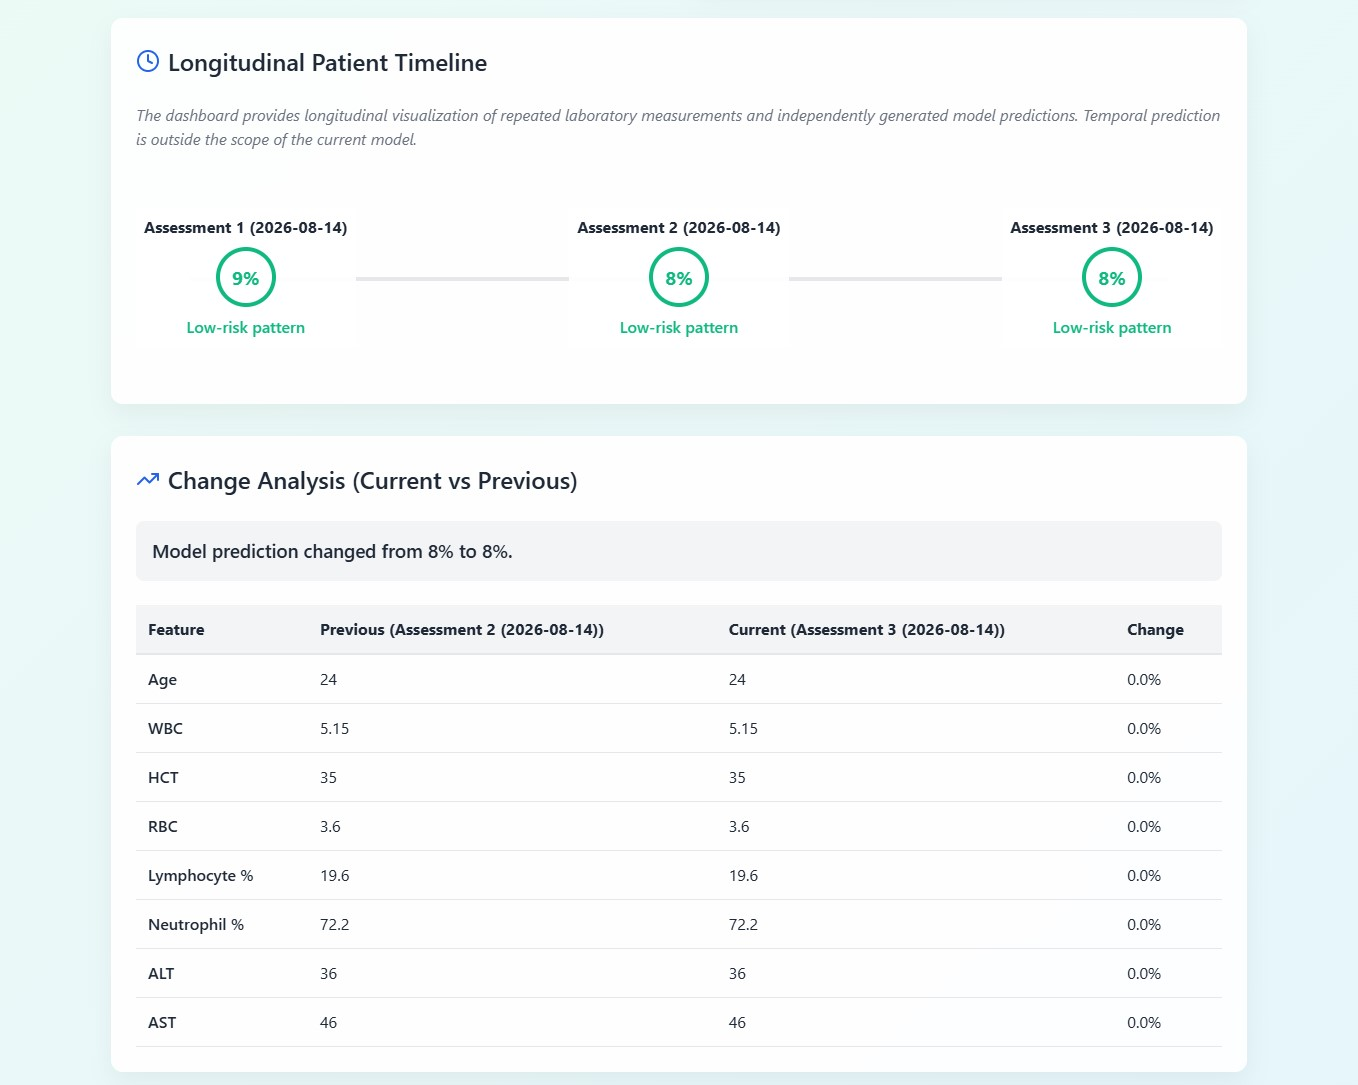 Longitudinal Patient Timeline
The dashboard provides longitudinal visualization of repeated laboratory measurements and independently generated model predictions. Temporal prediction
is outside the scope of the current model.
Assessment 1 (2026-08-14) Assessment 2 (2026-08-14) Assessment 3 (2026-08-14)
9% 8% 8%
Low-risk pattern Low-risk pattern Low-risk pattern
Change Analysis (Current vs Previous)
Model prediction changed from 8% to 8%.
Feature Previous (Assessment 2 (2026-08-14)) Current (Assessment 3 (2026-08-14)) Change
Age 24 24 0.0%
WBC 5.15 5.15 0.0%
HCT 35 35 0.0%
RBC 3.6 3.6 0.0%
Lymphocyte % 19.6 19.6 0.0%
Neutrophil % 72.2 72.2 0.0%
ALT 36 36 0.0%
AST 46 46 0.0%